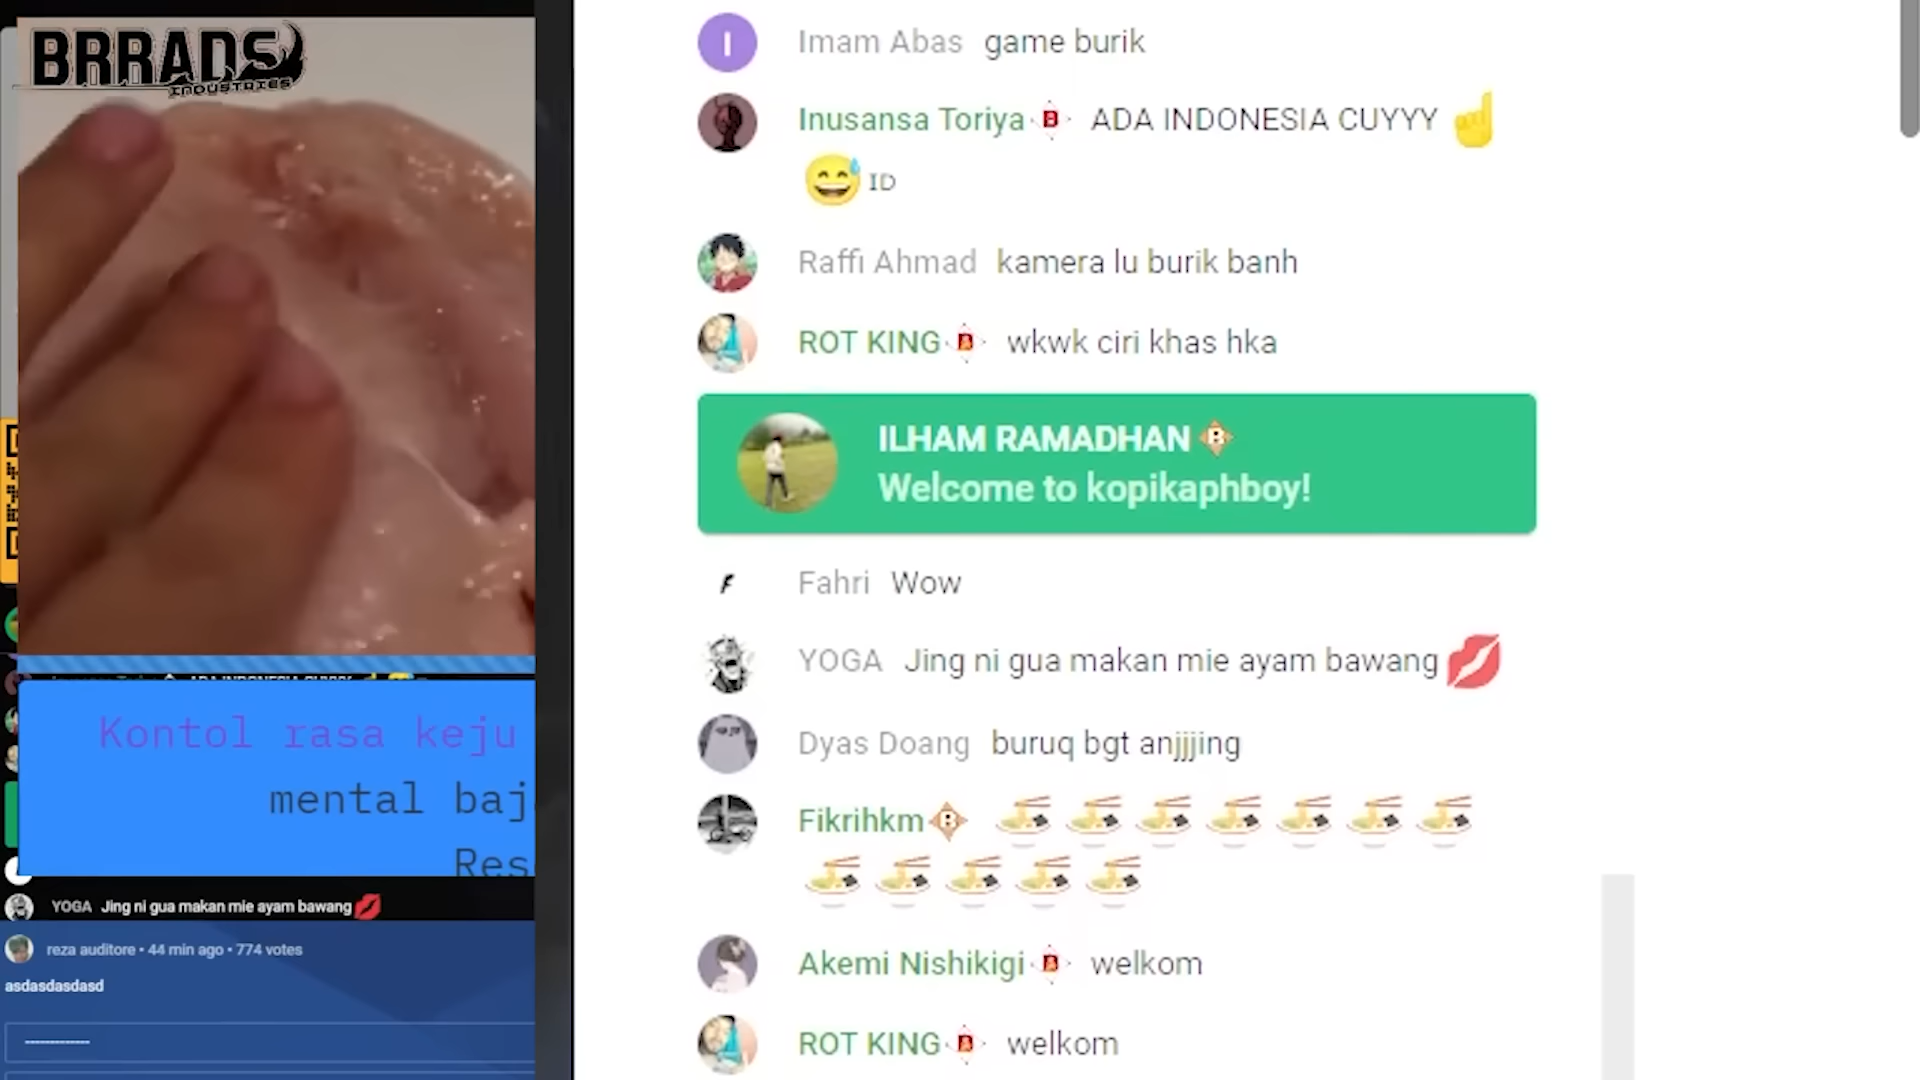 BRRADS
INDUSTRIES
Kontol rasa keju
mental baj
Res
YOGA Jing ni gua makan mie ayam bawang 💋
reza auditore • 44 min ago • 774 votes
asdasdasdasd
-------------
Imam Abas game burik
Inusansa Toriya ADA INDONESIA CUYYY ☝
😅 ID
Raffi Ahmad kamera lu burik banh
ROT KING wkwk ciri khas hka
ILHAM RAMADHAN
Welcome to kopikaphboy!
Fahri Wow
YOGA Jing ni gua makan mie ayam bawang 💋
Dyas Doang buruq bgt anjjjing
Fikrihkm 🍜🍜🍜🍜🍜🍜🍜
🍜🍜🍜🍜🍜
Akemi Nishikigi welkom
ROT KING welkom